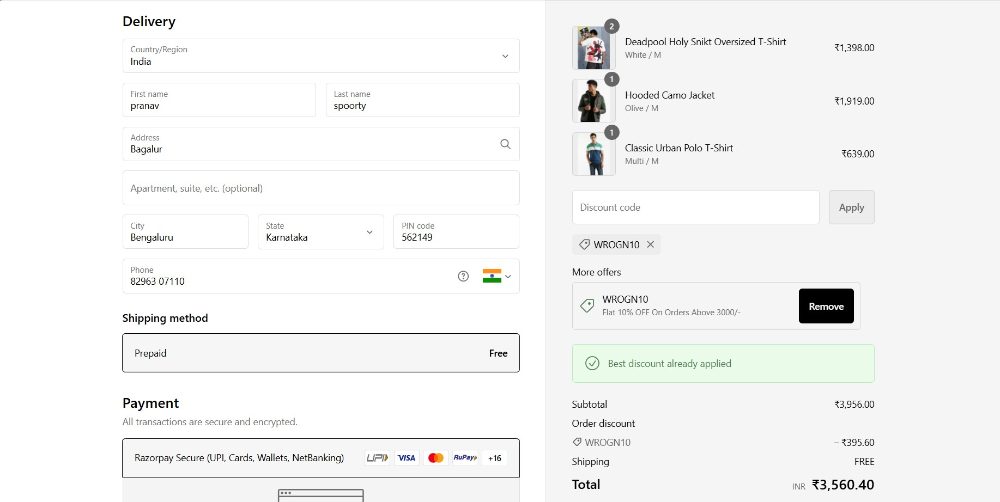 Delivery
Country/Region
India
First name
pranav
Last name
spoorty
Address
Bagalur
Apartment, suite, etc. (optional)
City
Bengaluru
State
Karnataka
PIN code
562149
Phone
82963 07110
Shipping method
Prepaid Free
Payment
All transactions are secure and encrypted.
Razorpay Secure (UPI, Cards, Wallets, NetBanking) UPI VISA RuPay +16
2
Deadpool Holy Snikt Oversized T-Shirt
White / M
₹1,398.00
1
Hooded Camo Jacket
Olive / M
₹1,919.00
1
Classic Urban Polo T-Shirt
Multi / M
₹639.00
Discount code Apply
WROGN10
More offers
WROGN10
Flat 10% OFF On Orders Above 3000/-
Remove
Best discount already applied
Subtotal ₹3,956.00
Order discount
WROGN10 – ₹395.60
Shipping FREE
Total INR ₹3,560.40